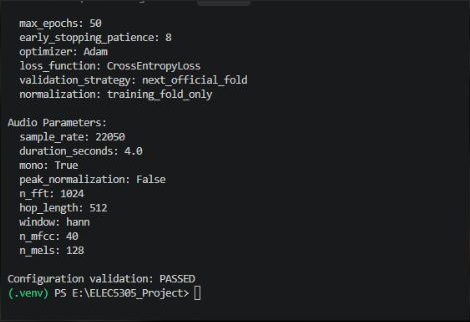 max_epochs: 50
early_stopping_patience: 8
optimizer: Adam
loss_function: CrossEntropyLoss
validation_strategy: next_official_fold
normalization: training_fold_only
Audio Parameters:
sample_rate: 22050
duration_seconds: 4.0
mono: True
peak_normalization: False
n_fft: 1024
hop_length: 512
window: hann
n_mfcc: 40
n_mels: 128
Configuration validation: PASSED
(.venv) PS E:\ELEC5305_Project>